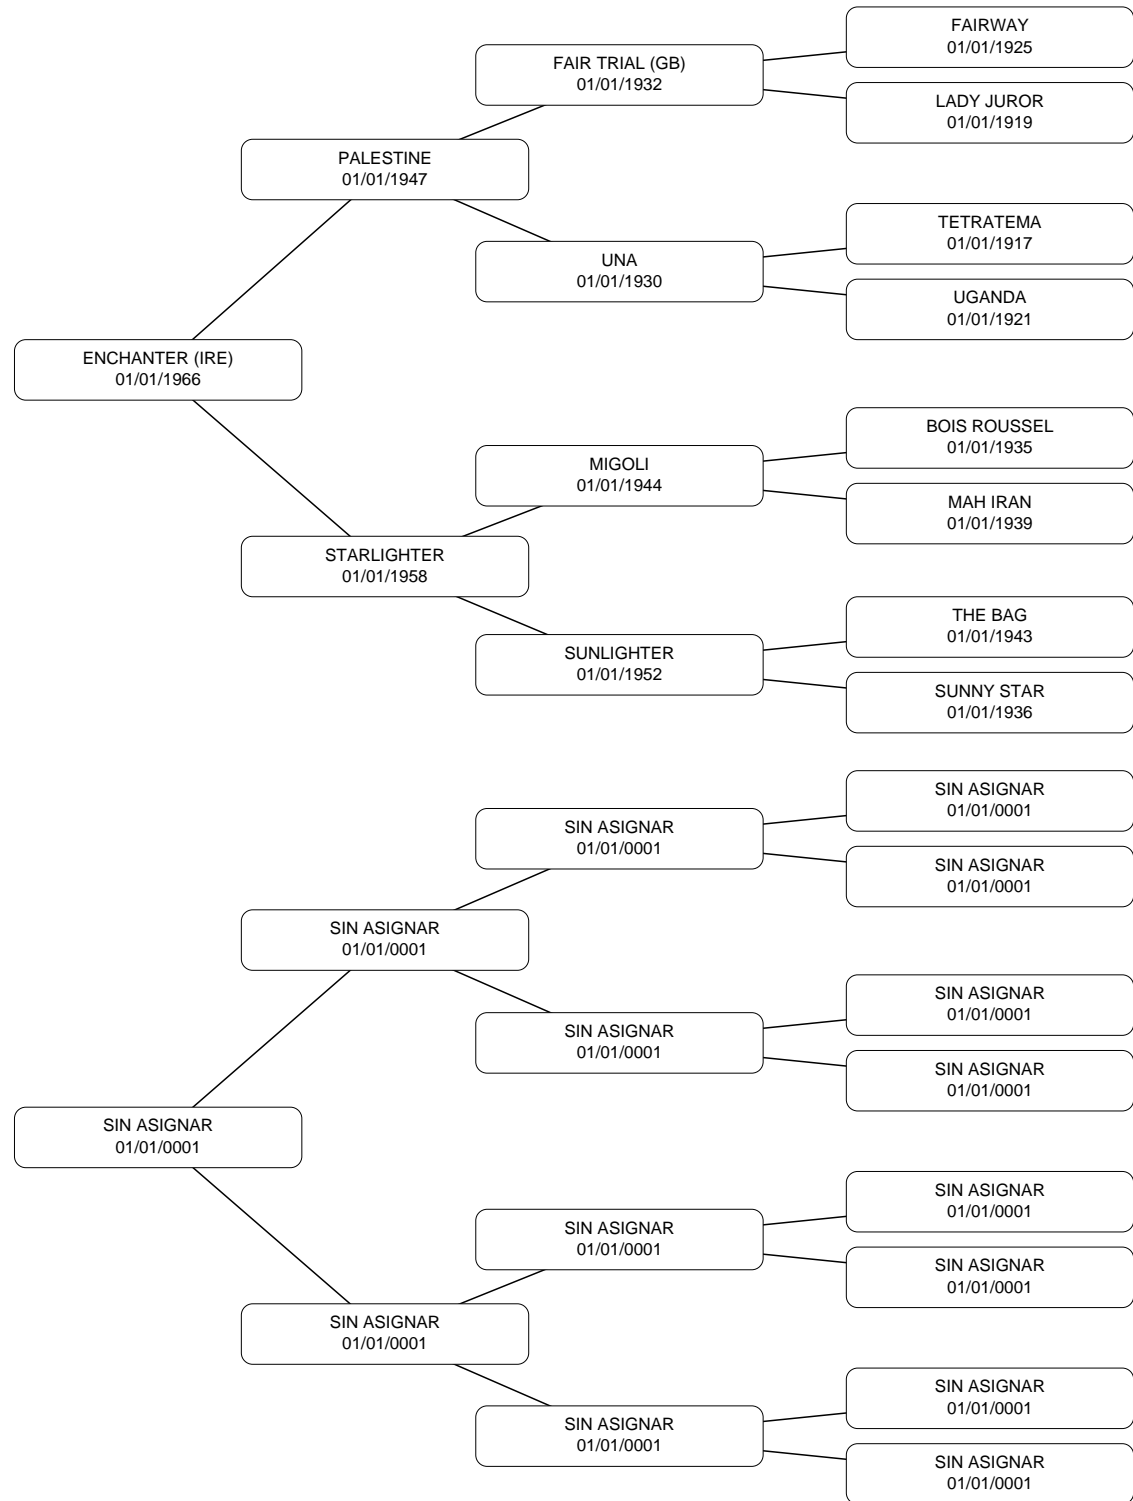 FAIRWAY
01/01/1925
FAIR TRIAL (GB)
01/01/1932
LADY JUROR
01/01/1919
PALESTINE
01/01/1947
TETRATEMA
01/01/1917
UNA
01/01/1930
UGANDA
01/01/1921
ENCHANTER (IRE)
01/01/1966
BOIS ROUSSEL
01/01/1935
MIGOLI
01/01/1944
MAH IRAN
01/01/1939
STARLIGHTER
01/01/1958
THE BAG
01/01/1943
SUNLIGHTER
01/01/1952
SUNNY STAR
01/01/1936
SIN ASIGNAR
01/01/0001
SIN ASIGNAR
01/01/0001
SIN ASIGNAR
01/01/0001
SIN ASIGNAR
01/01/0001
SIN ASIGNAR
01/01/0001
SIN ASIGNAR
01/01/0001
SIN ASIGNAR
01/01/0001
SIN ASIGNAR
01/01/0001
SIN ASIGNAR
01/01/0001
SIN ASIGNAR
01/01/0001
SIN ASIGNAR
01/01/0001
SIN ASIGNAR
01/01/0001
SIN ASIGNAR
01/01/0001
SIN ASIGNAR
01/01/0001
SIN ASIGNAR
01/01/0001